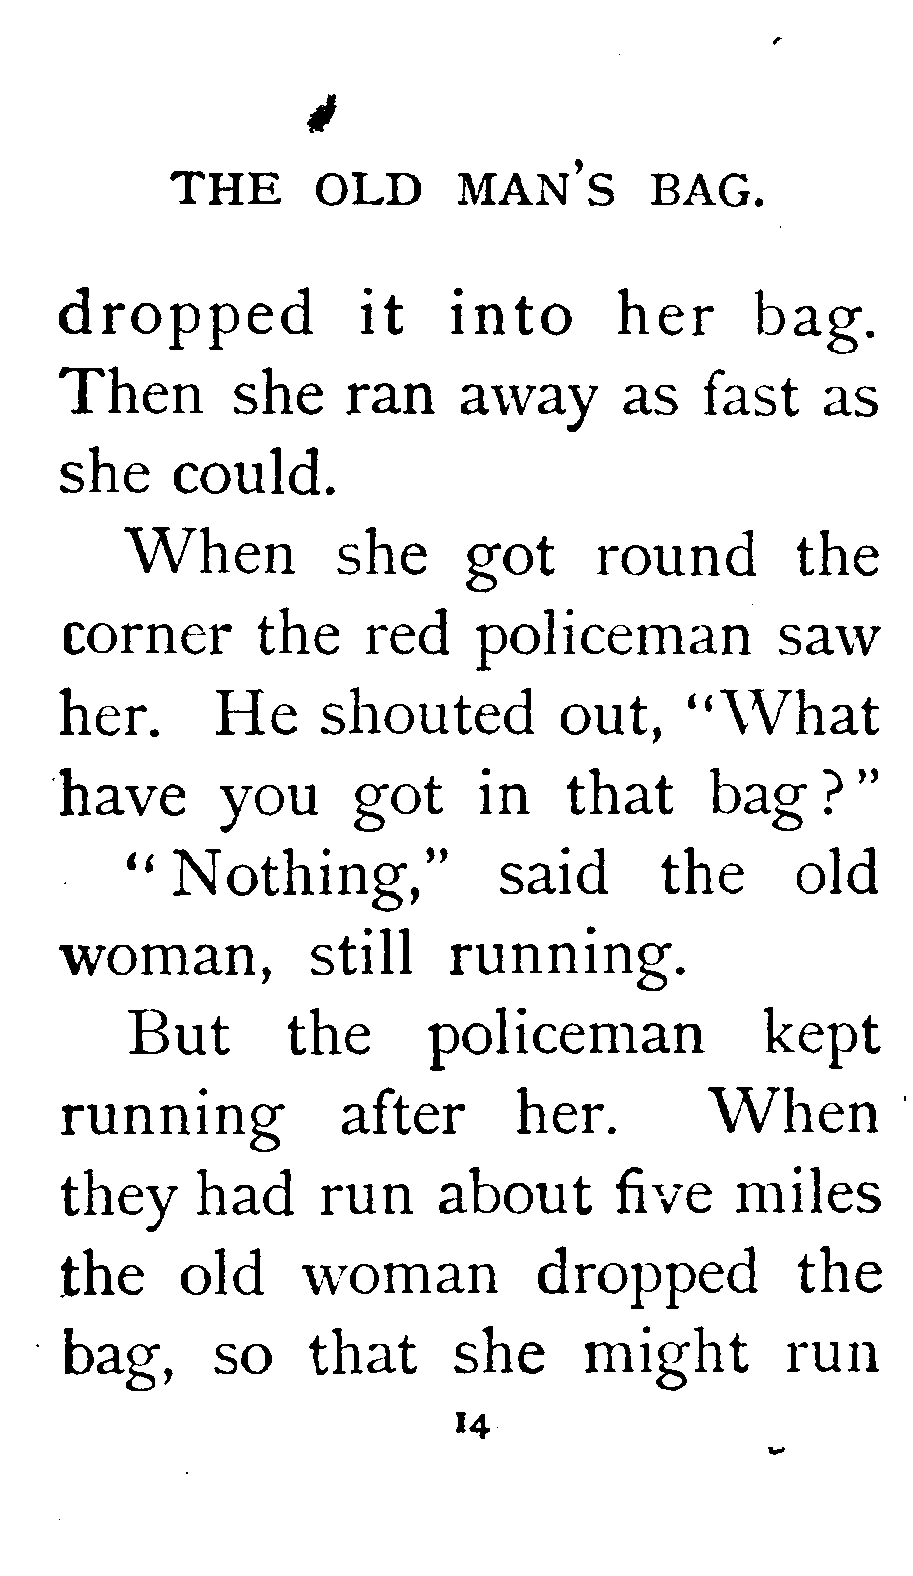 THE OLD MAN'S BAG.
dropped it into her bag.
Then she ran away as fast as
she could.
When she got round the
corner the red policeman saw
her. He shouted out, "What
have you got in that bag?"
"Nothing," said the old
woman, still running.
But the policeman kept
running after her. When
they had run about five miles
the old woman dropped the
bag, so that she might run
14